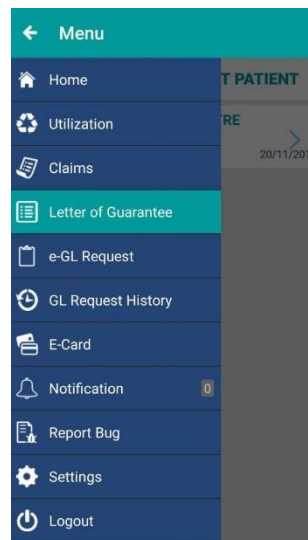 Menu
Home
T PATIENT
Utilization
TRE
20/11/201
Claims
Letter of Guarantee
e-GL Request
GL Request History
E-Card
Notification
0
Report Bug
Settings
Logout